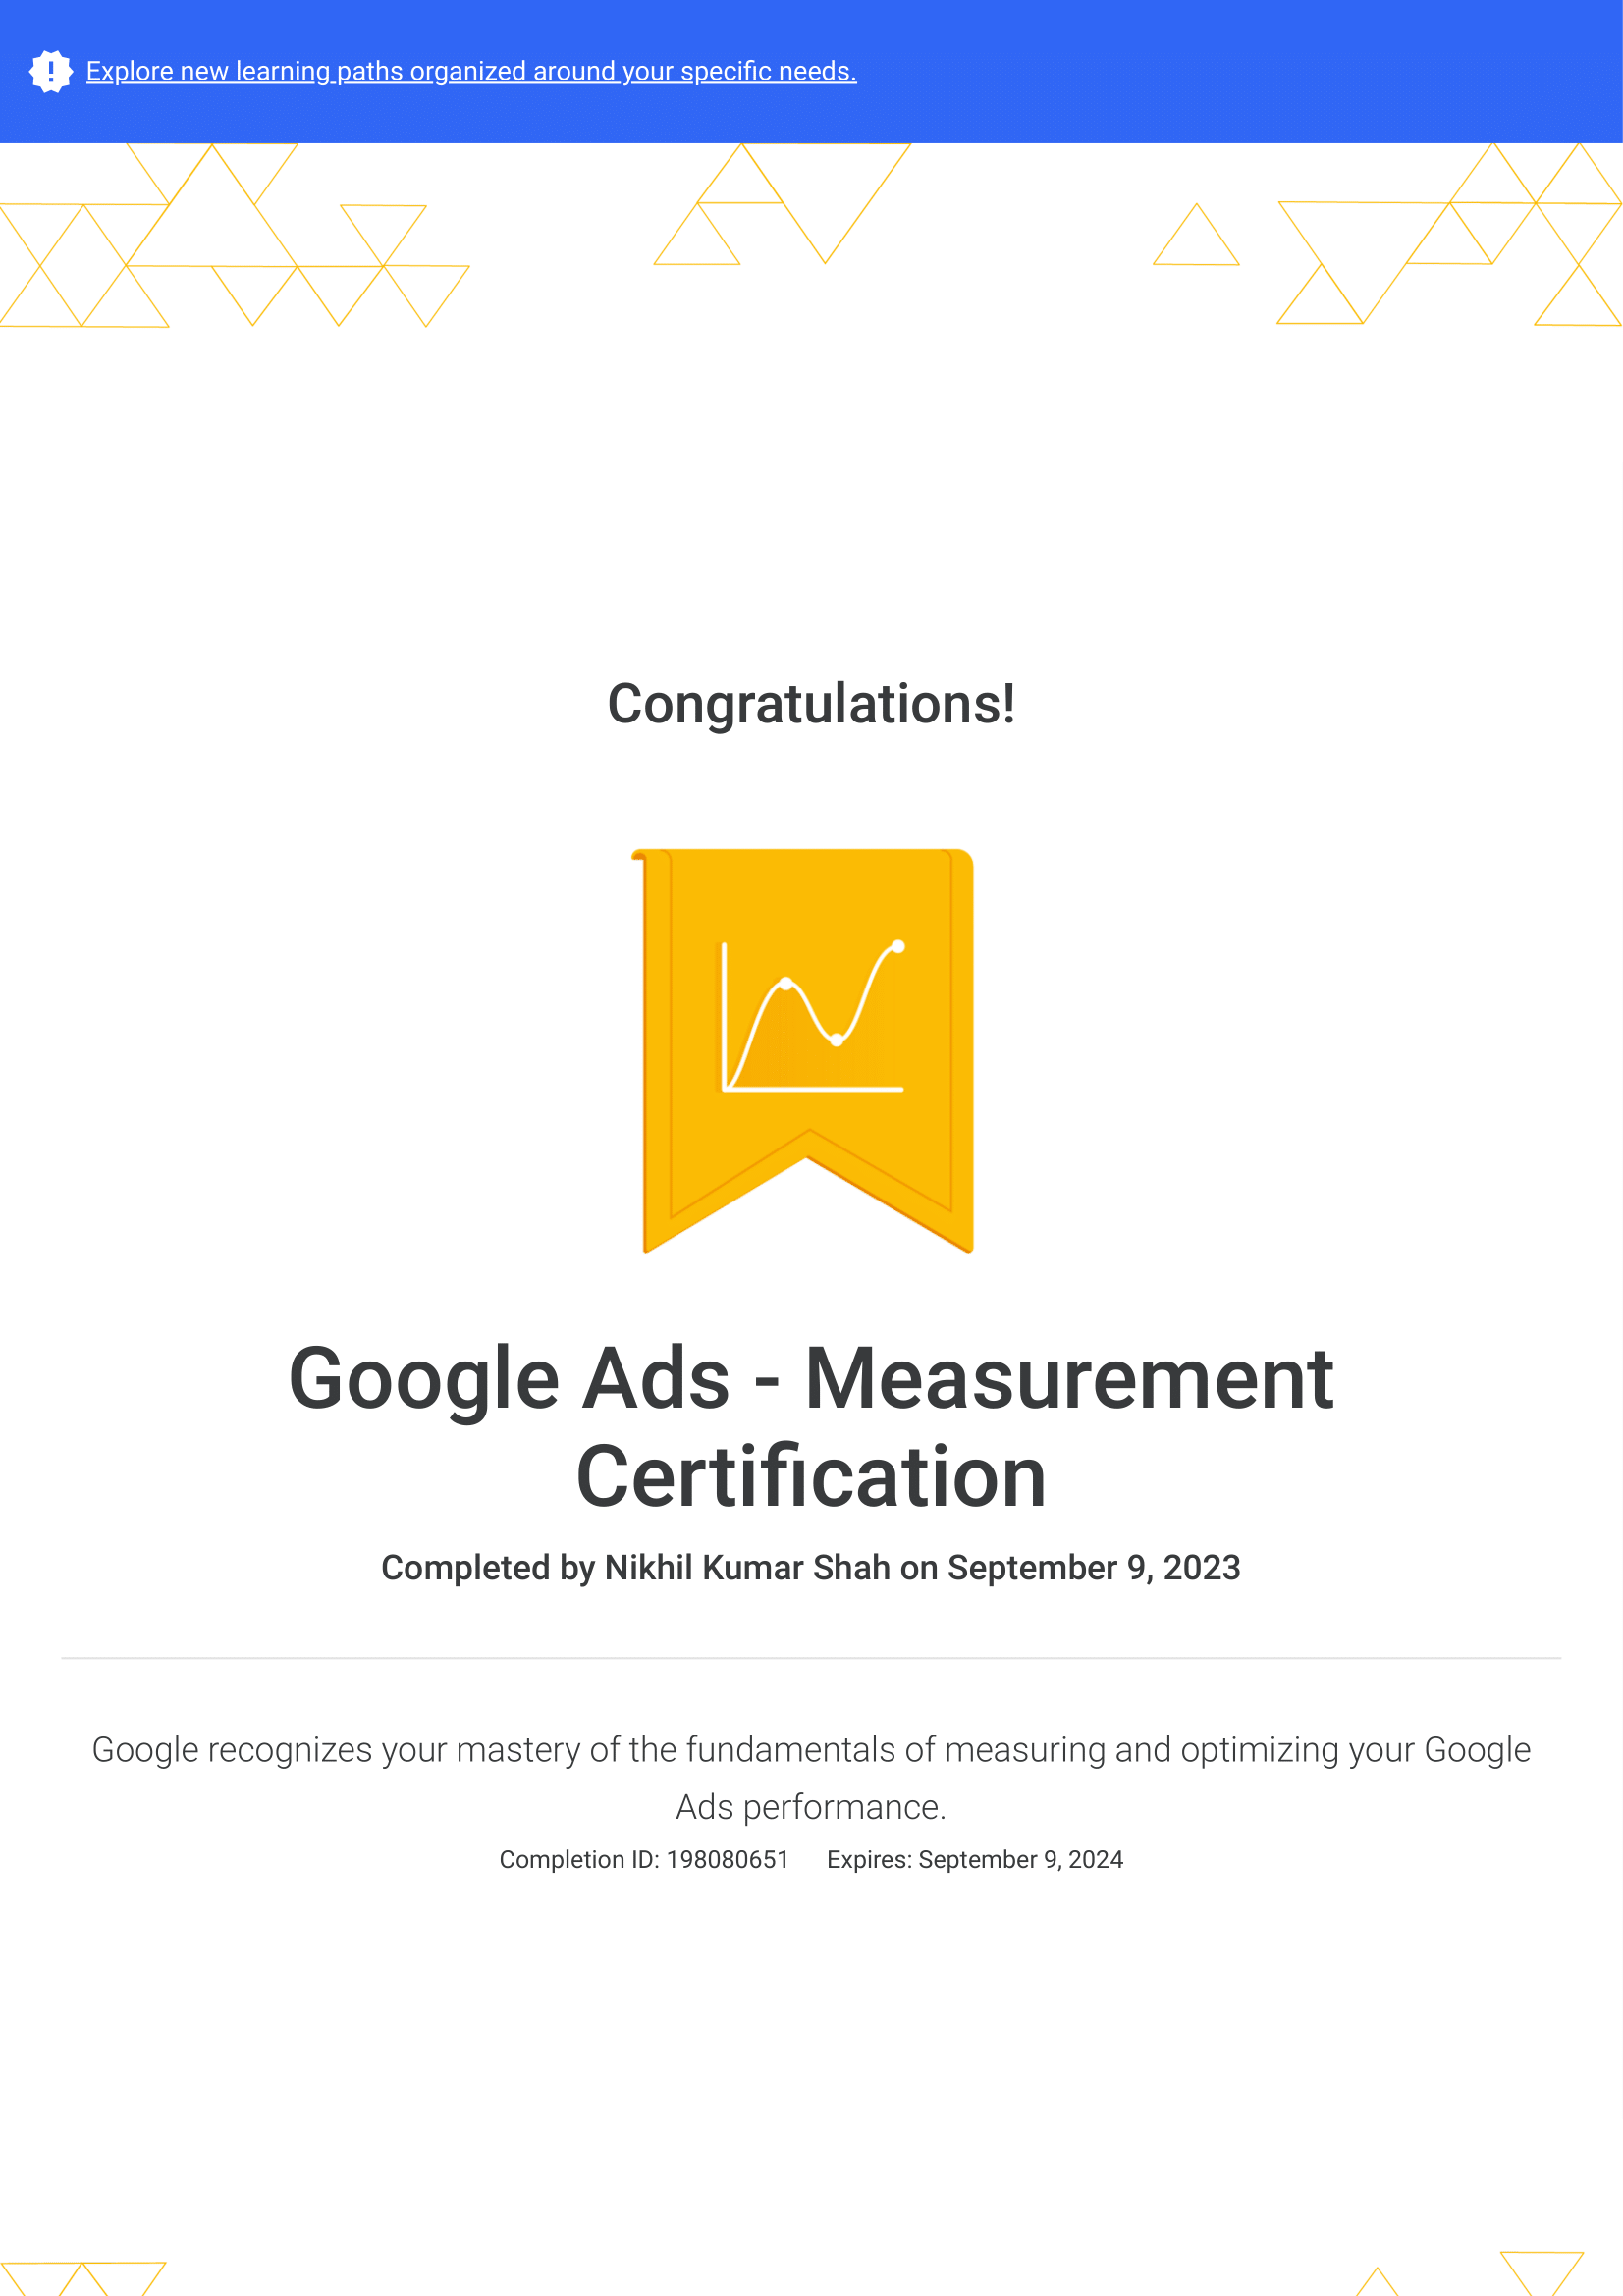 Explore new learning paths organized around your specific needs.
Congratulations!
Google Ads - Measurement
Certification
Completed by Nikhil Kumar Shah on September 9, 2023
Google recognizes your mastery of the fundamentals of measuring and optimizing your Google
Ads performance.
Completion ID: 198080651 Expires: September 9, 2024